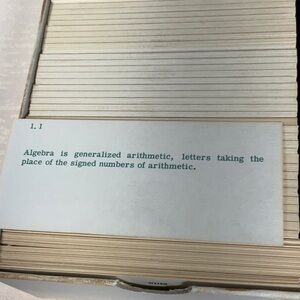 1.1
Algebra is generalized arithmetic, letters taking the
place of the signed numbers of arithmetic.